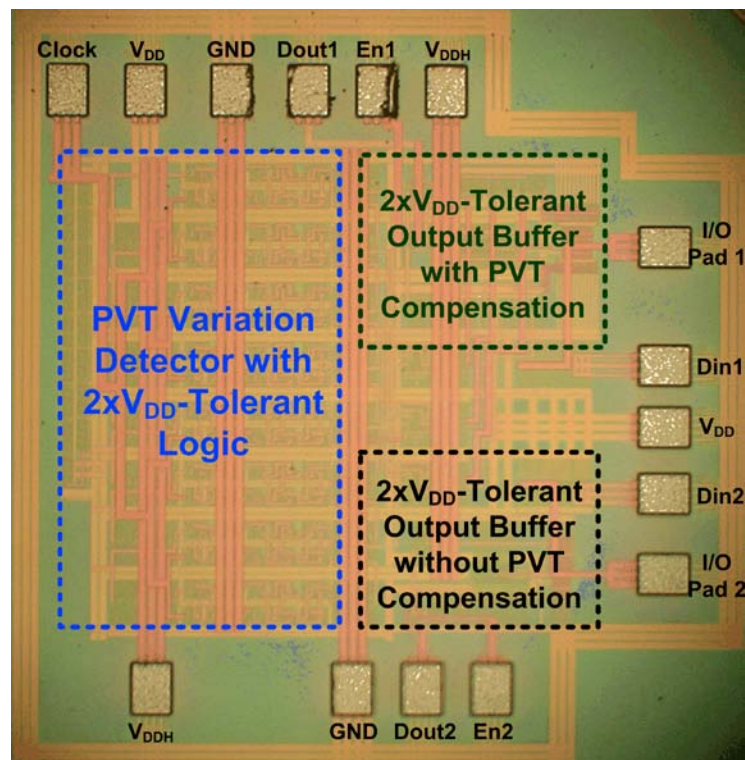 Clock VDD GND Dout1 En1 VDDH
PVT Variation
Detector with
2xVDD-Tolerant
Logic
2xVDD-Tolerant
Output Buffer
with PVT
Compensation
I/O
Pad 1
Din1
VDD
Din2
I/O
Pad 2
2xVDD-Tolerant
Output Buffer
without PVT
Compensation
VDDH GND Dout2 En2